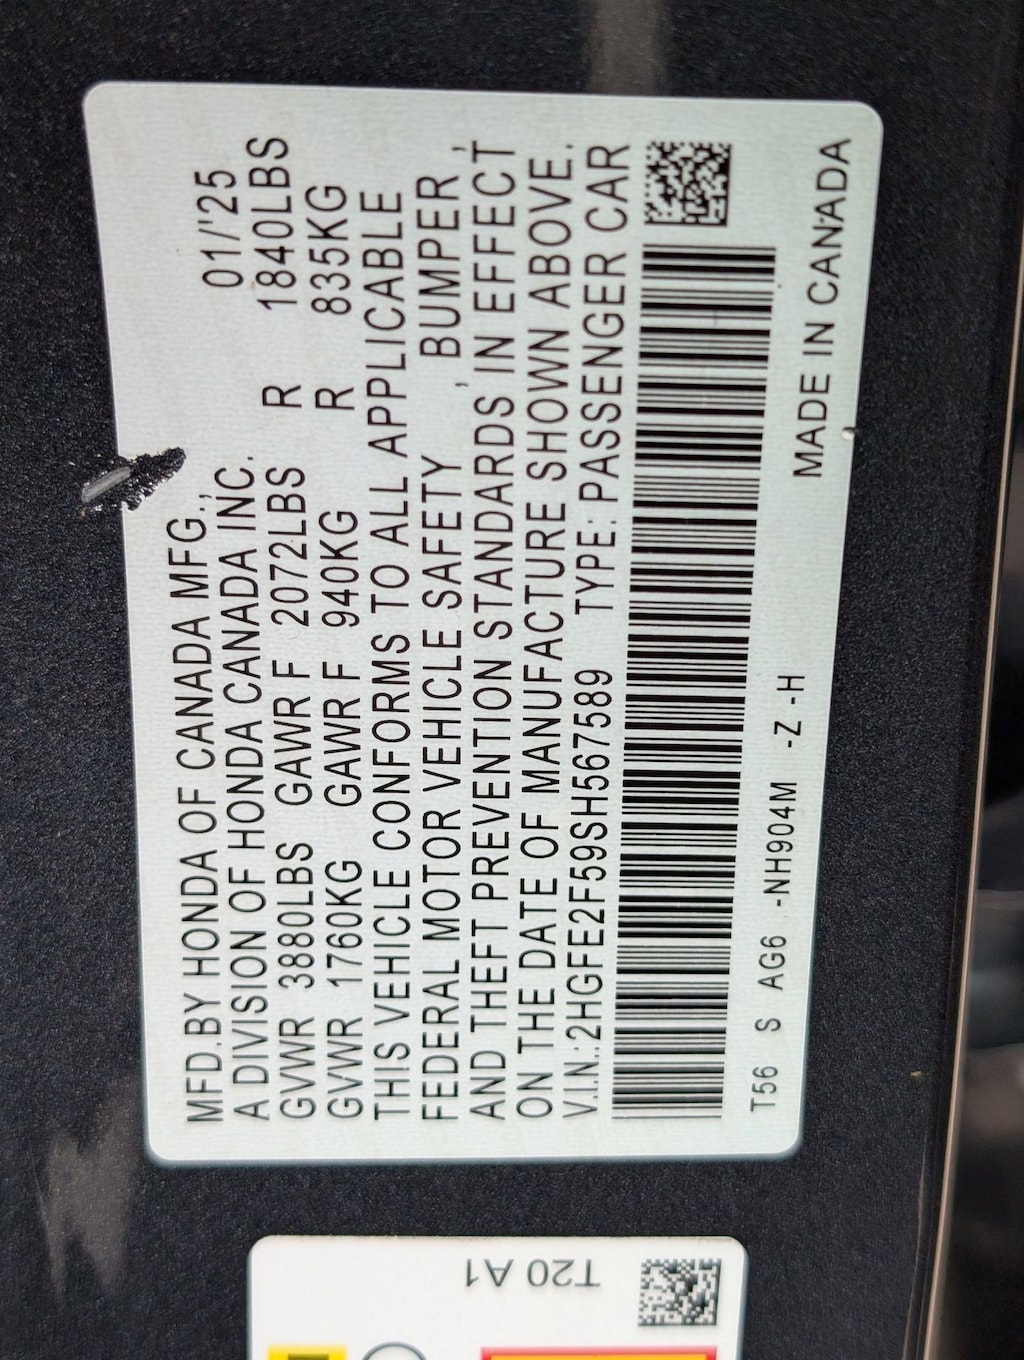 MFD.BY HONDA OF CANADA MFG.,
A DIVISION OF HONDA CANADA INC. 01/'25
GVWR 3880LBS GAWR F 2072LBS R 1840LBS
GVWR 1760KG GAWR F 940KG R 835KG
THIS VEHICLE CONFORMS TO ALL APPLICABLE
FEDERAL MOTOR VEHICLE SAFETY , BUMPER ,
AND THEFT PREVENTION STANDARDS IN EFFECT
ON THE DATE OF MANUFACTURE SHOWN ABOVE.
V.I.N.:2HGFE2F59SH567589 TYPE: PASSENGER CAR
T56 S AG6 -NH904M -Z -H MADE IN CANADA
T20 A1